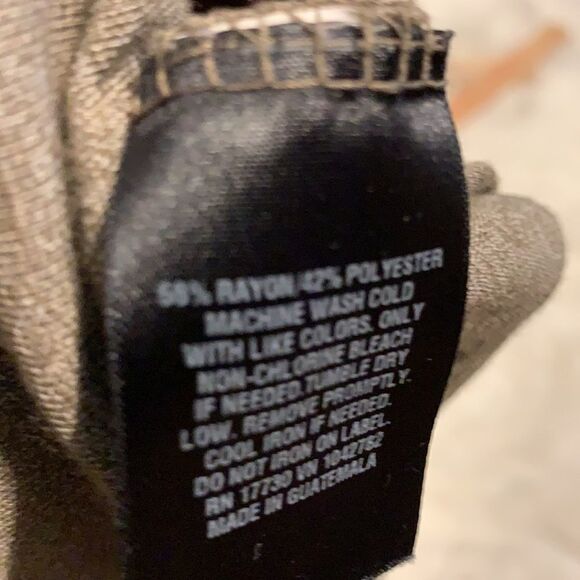 58% RAYON/42% POLYESTER
MACHINE WASH COLD
WITH LIKE COLORS. ONLY
NON-CHLORINE BLEACH
IF NEEDED.TUMBLE DRY
LOW. REMOVE PROMPTLY.
COOL IRON IF NEEDED.
DO NOT IRON ON LABEL.
RN 17730 VN 1042762
MADE IN GUATEMALA